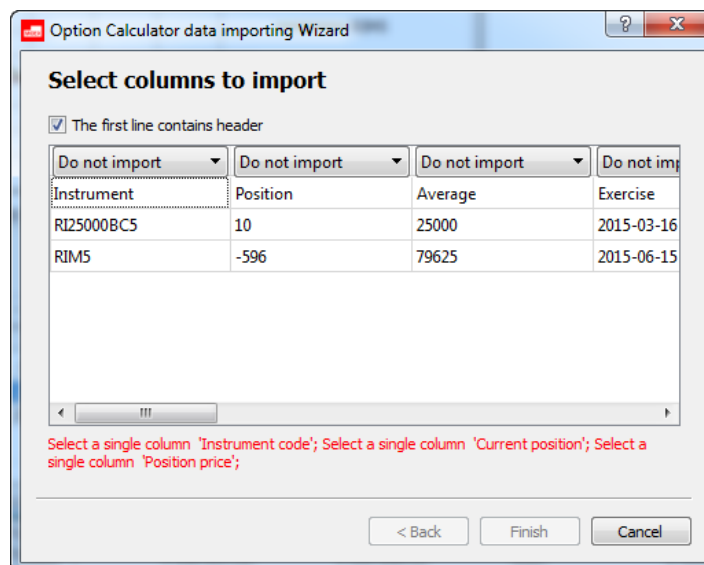 Option Calculator data importing Wizard
Select columns to import
The first line contains header
Do not import Do not import Do not import Do not imp
Instrument Position Average Exercise
RI25000BC5 10 25000 2015-03-16
RIM5 -596 79625 2015-06-15
Select a single column 'Instrument code'; Select a single column 'Current position'; Select a
single column 'Position price';
< Back Finish Cancel